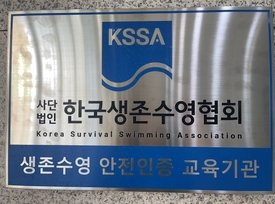 KSSA
사단
법인 한국생존수영협회
Korea Survival Swimming Association
생존수영 안전인증 교육기관